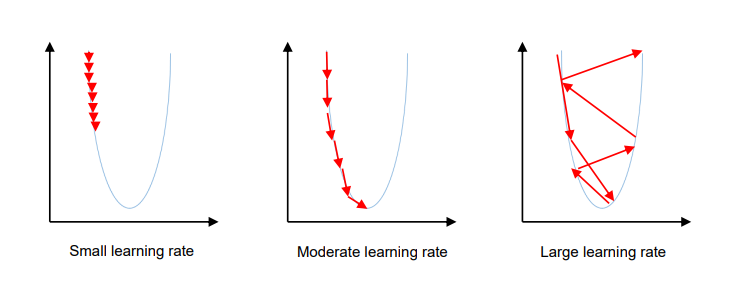 Small learning rate
Moderate learning rate
Large learning rate